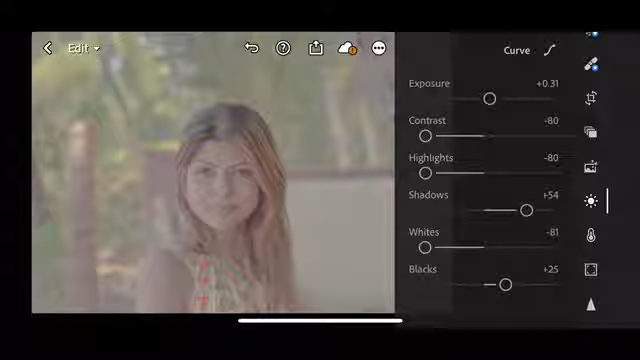 Edit
Curve
Exposure +0.31
Contrast -80
Highlights -80
Shadows +54
Whites -81
Blacks +25